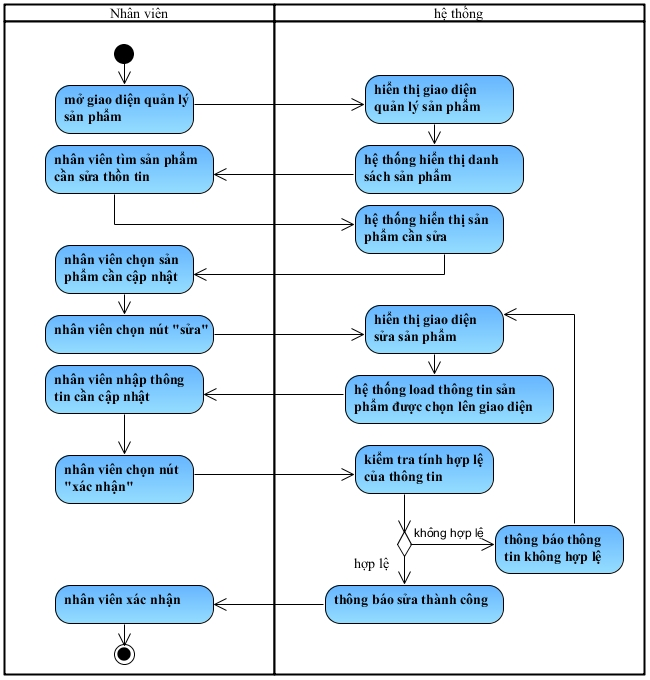 Nhân viên
hệ thống
mở giao diện quản lý
sản phẩm
hiển thị giao diện
quản lý sản phẩm
nhân viên tìm sản phẩm
cần sửa thồn tin
hệ thống hiển thị danh
sách sản phẩm
hệ thống hiển thị sản
phẩm cần sửa
nhân viên chọn sản
phẩm cần cập nhật
nhân viên chọn nút "sửa"
hiển thị giao diện
sửa sản phẩm
nhân viên nhập thông
tin cần cập nhật
hệ thống load thông tin sản
phẩm được chọn lên giao diện
nhân viên chọn nút
"xác nhận"
kiểm tra tính hợp lệ
của thông tin
không hợp lệ
thông báo thông
tin không hợp lệ
hợp lệ
nhân viên xác nhận
thông báo sửa thành công